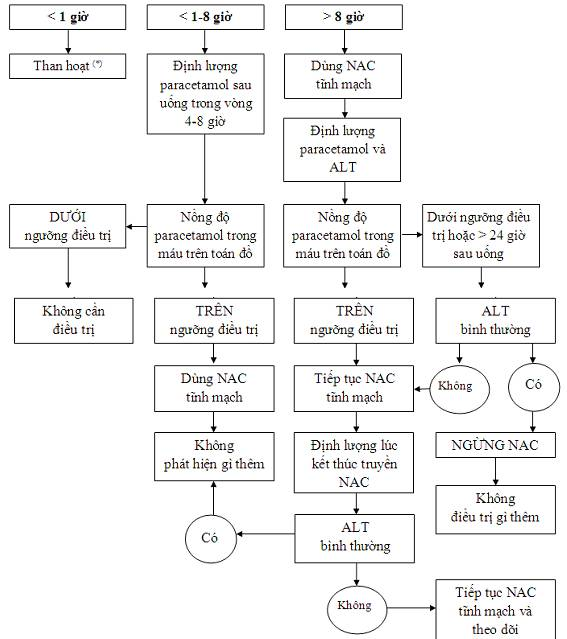 < 1 giờ
< 1-8 giờ
> 8 giờ
Than hoạt (*)
Định lượng
paracetamol sau
uống trong vòng
4-8 giờ
Dùng NAC
tĩnh mạch
Định lượng
paracetamol và
ALT
DƯỚI
ngưỡng điều trị
Nồng độ
paracetamol trong
máu trên toán đồ
Nồng độ
paracetamol trong
máu trên toán đồ
Dưới ngưỡng điều
trị hoặc > 24 giờ
sau uống
Không cần
điều trị
TRÊN
ngưỡng điều trị
TRÊN
ngưỡng điều trị
ALT
bình thường
Dùng NAC
tĩnh mạch
Tiếp tục NAC
tĩnh mạch
Không
Có
Không
phát hiện gì thêm
Định lượng lúc
kết thúc truyền
NAC
NGỪNG NAC
Không
điều trị gì thêm
Có
ALT
bình thường
Không
Tiếp tục NAC
tĩnh mạch và
theo dõi